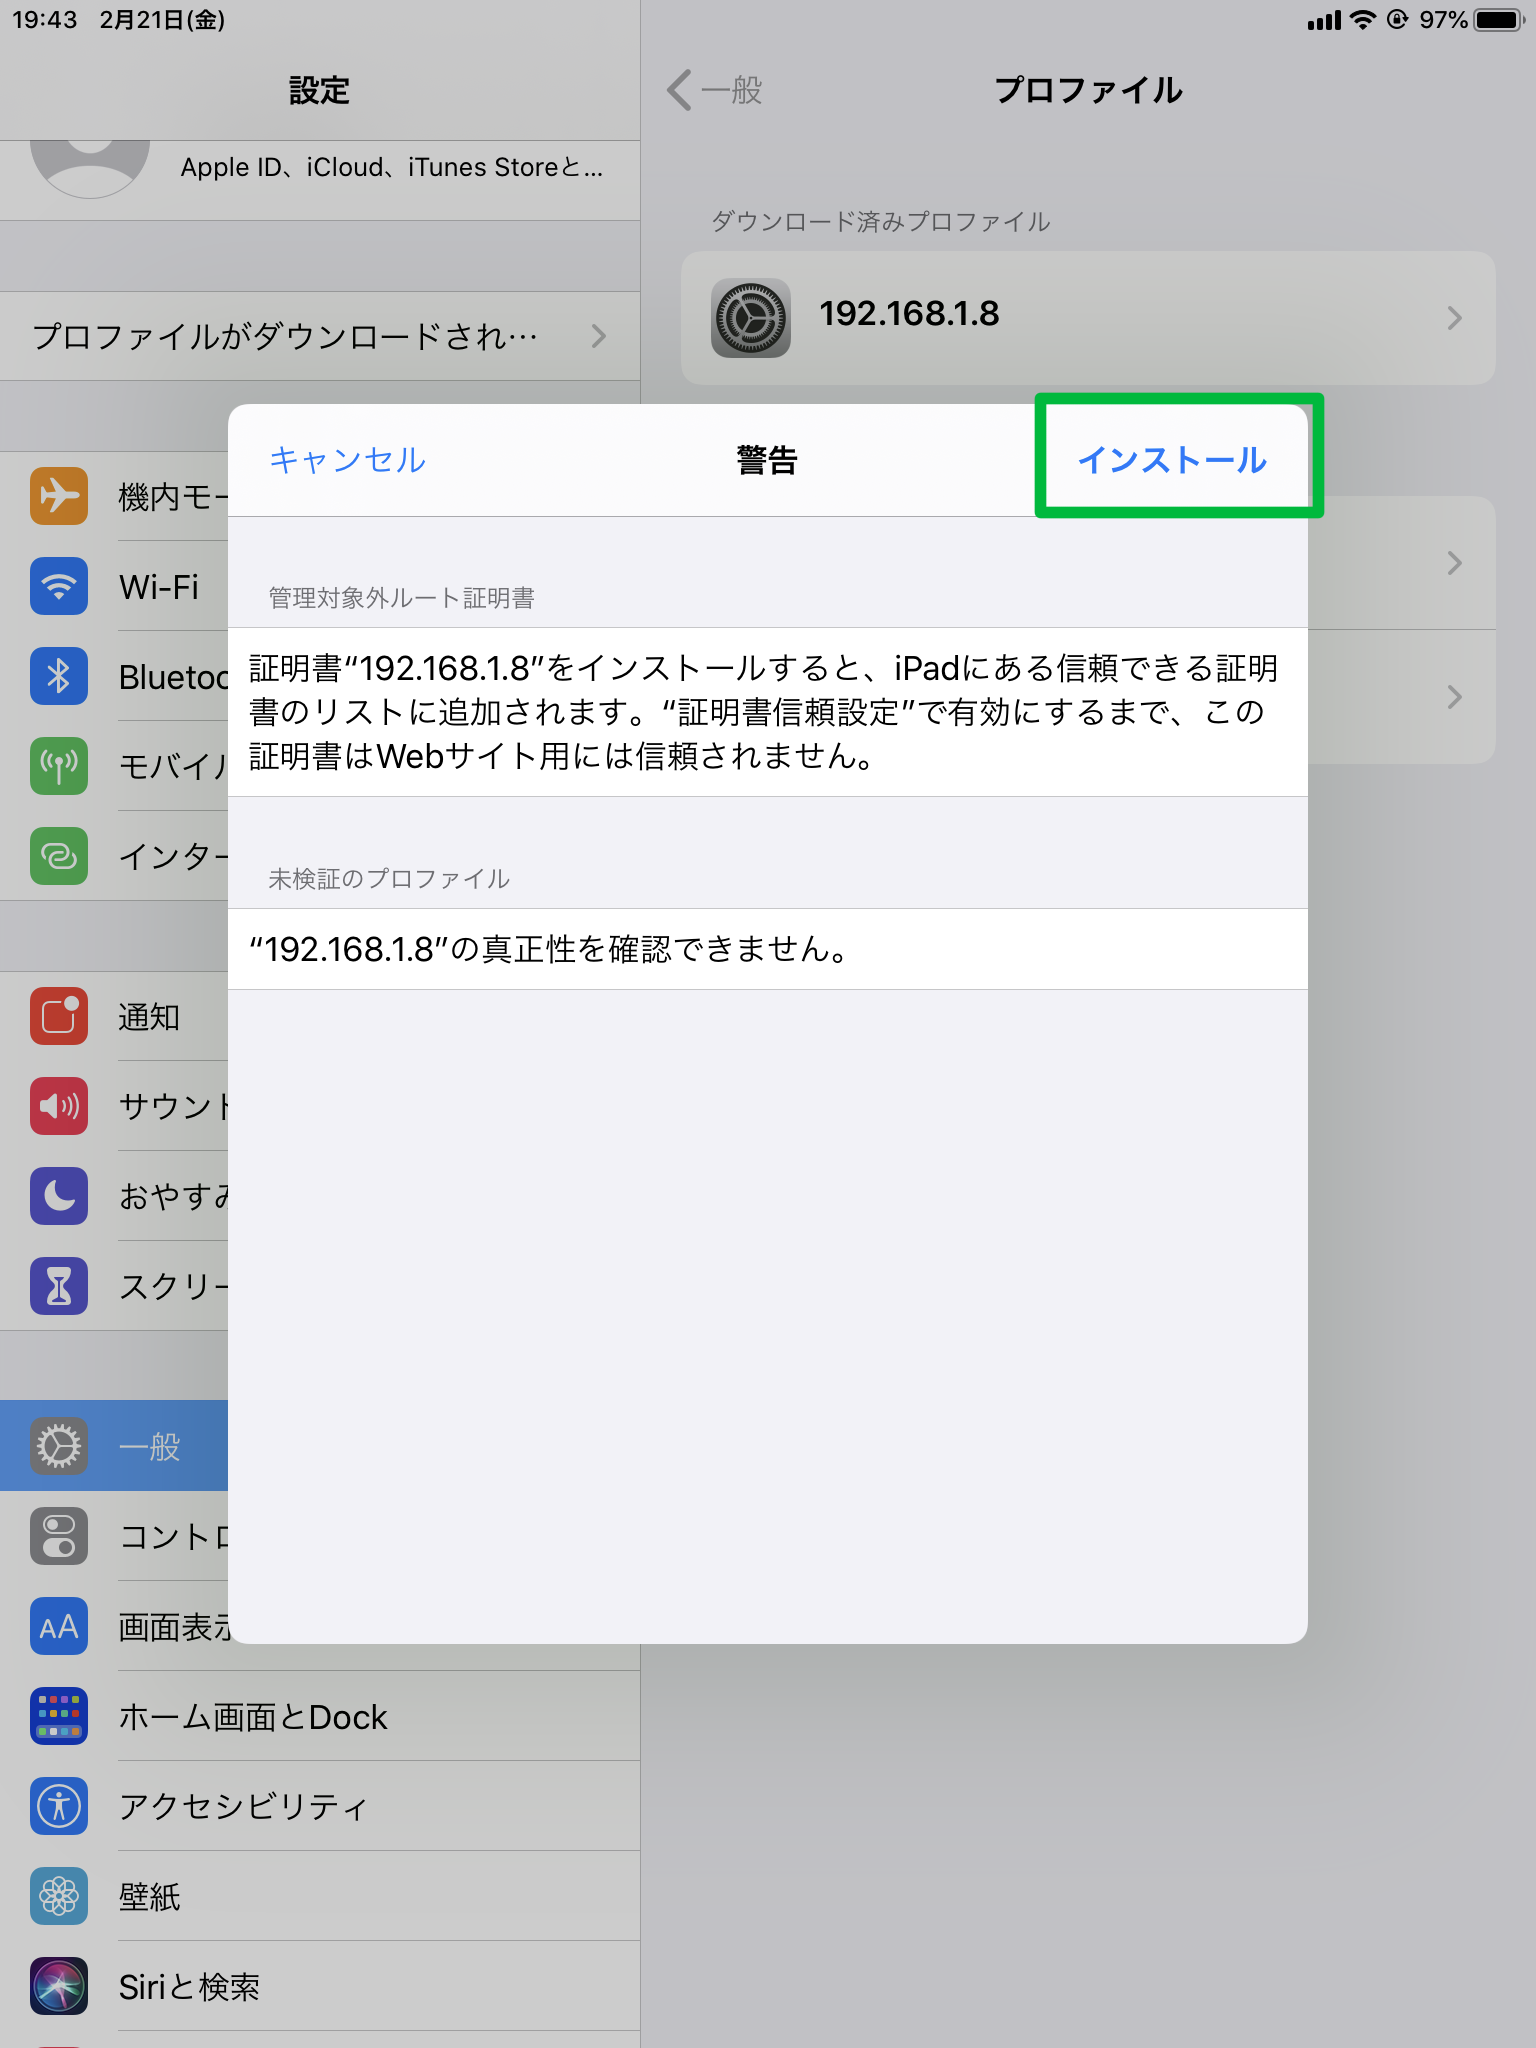 19:43 2月21日(金)
97%
設定
Apple ID、iCloud、iTunes Storeと...
プロファイルがダウンロードされ…
機内モー
Wi-Fi
Bluetoo
モバイル
インター
通知
サウンド
おやすみ
スクリー
一般
コントロ
画面表示
ホーム画面とDock
アクセシビリティ
壁紙
Siriと検索
一般
プロファイル
ダウンロード済みプロファイル
192.168.1.8
キャンセル
警告
インストール
管理対象外ルート証明書
証明書“192.168.1.8”をインストールすると、iPadにある信頼できる証明
書のリストに追加されます。“証明書信頼設定”で有効にするまで、この
証明書はWebサイト用には信頼されません。
未検証のプロファイル
“192.168.1.8”の真正性を確認できません。